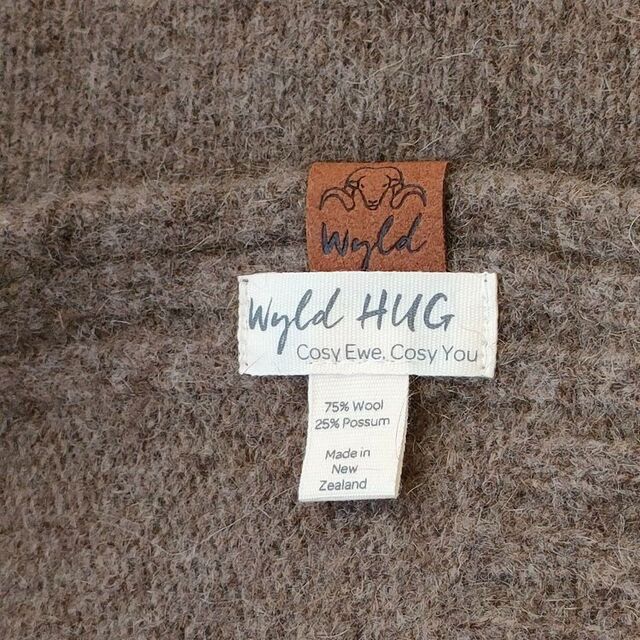 Wyld
Wyld HUG
Cosy Ewe, Cosy You
75% Wool
25% Possum
Made in
New
Zealand